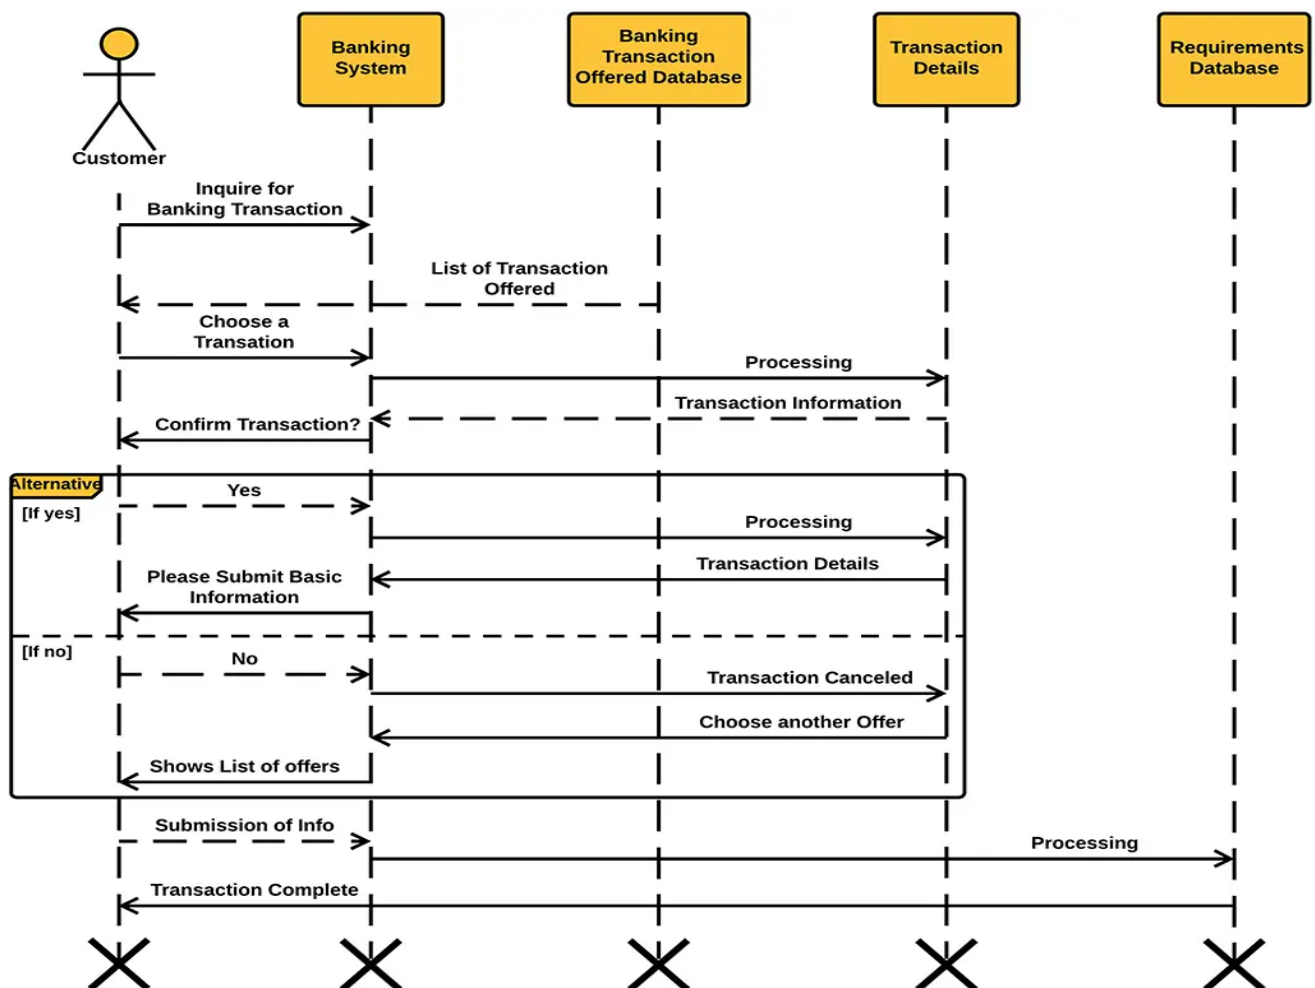 Banking
System
Banking
Transaction
Offered Database
Transaction
Details
Requirements
Database
Customer
Inquire for
Banking Transaction
List of Transaction
Offered
Choose a
Transation
Processing
Transaction Information
Confirm Transaction?
Alternative
Yes
[If yes]
Processing
Transaction Details
Please Submit Basic
Information
[If no]
No
Transaction Canceled
Choose another Offer
Shows List of offers
Submission of Info
Processing
Transaction Complete